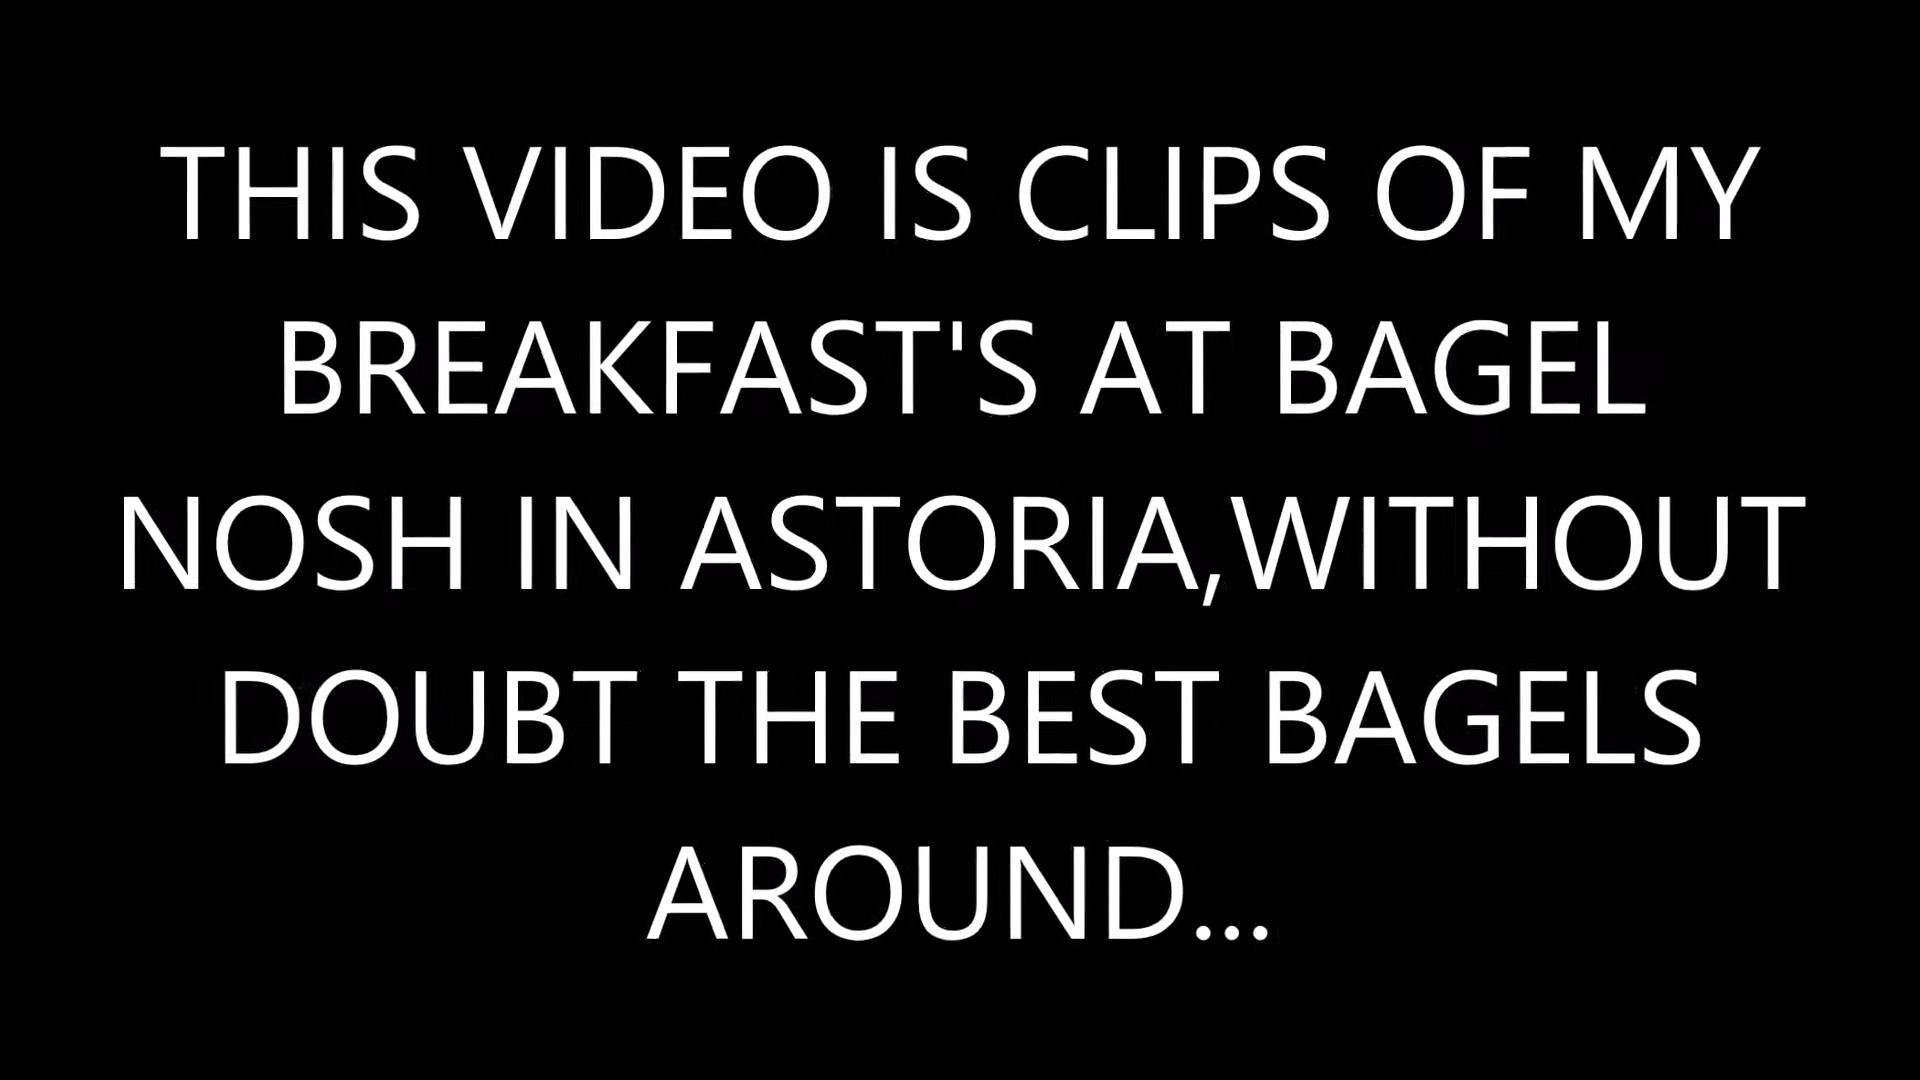 THIS VIDEO IS CLIPS OF MY
BREAKFAST'S AT BAGEL
NOSH IN ASTORIA,WITHOUT
DOUBT THE BEST BAGELS
AROUND...